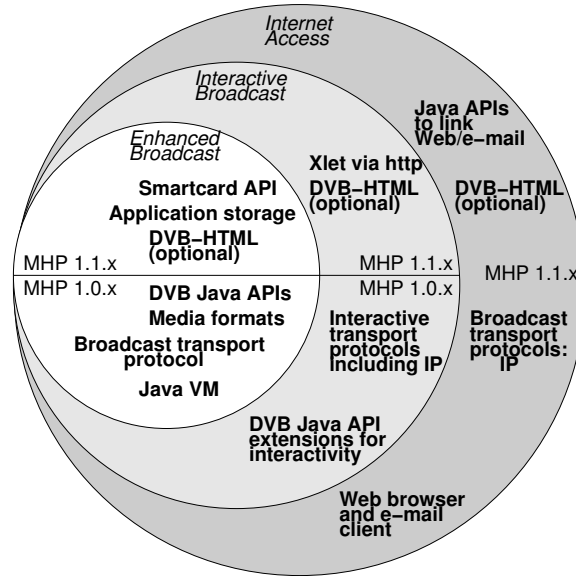 Internet
Access
Interactive
Broadcast
Enhanced
Broadcast
Java APIs
to link
Web/e−mail
Xlet via http
DVB−HTML
(optional)
DVB−HTML
(optional)
Smartcard API
Application storage
DVB−HTML
(optional)
MHP 1.1.x
MHP 1.1.x
MHP 1.1.x
MHP 1.0.x
MHP 1.0.x
DVB Java APIs
Media formats
Broadcast transport
protocol
Java VM
Interactive
transport
protocols
including IP
Broadcast
transport
protocols:
IP
DVB Java API
extensions for
interactivity
Web browser
and e−mail
client